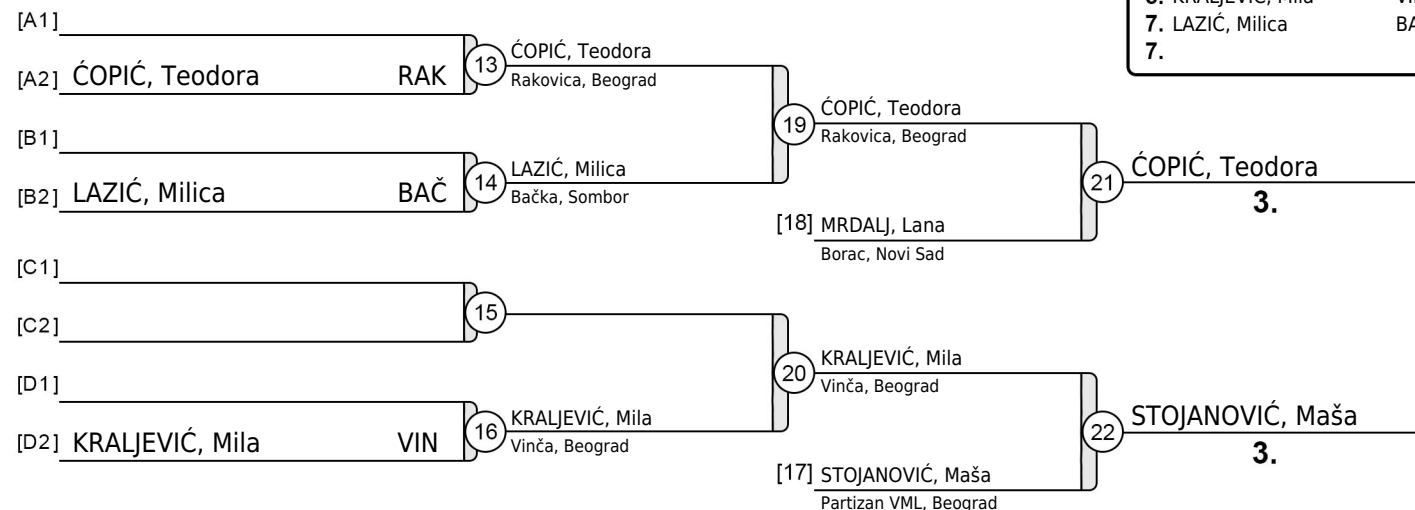 [A1]
[A2] ĆOPIĆ, Teodora RAK
13
ĆOPIĆ, Teodora
Rakovica, Beograd
[B1]
[B2] LAZIĆ, Milica BAČ
14
LAZIĆ, Milica
Bačka, Sombor
19
ĆOPIĆ, Teodora
Rakovica, Beograd
[18] MRDALJ, Lana
Borac, Novi Sad
21
ĆOPIĆ, Teodora
3.
[C1]
[C2]
15
[D1]
[D2] KRALJEVIĆ, Mila VIN
16
KRALJEVIĆ, Mila
Vinča, Beograd
20
KRALJEVIĆ, Mila
Vinča, Beograd
[17] STOJANOVIĆ, Maša
Partizan VML, Beograd
22
STOJANOVIĆ, Maša
3.
7. LAZIĆ, Milica
7.